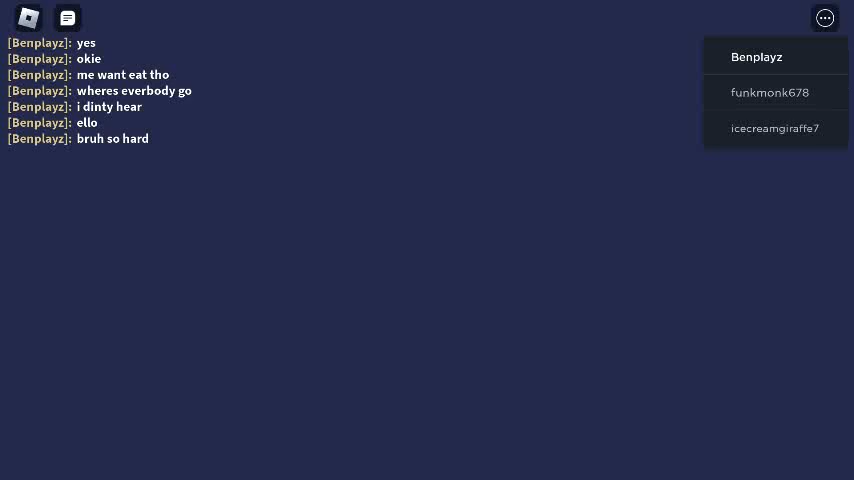 [Benplayz]: yes
[Benplayz]: okie
[Benplayz]: me want eat tho
[Benplayz]: wheres everbody go
[Benplayz]: i dinty hear
[Benplayz]: ello
[Benplayz]: bruh so hard
Benplayz
funkmonk678
icecreamgiraffe7